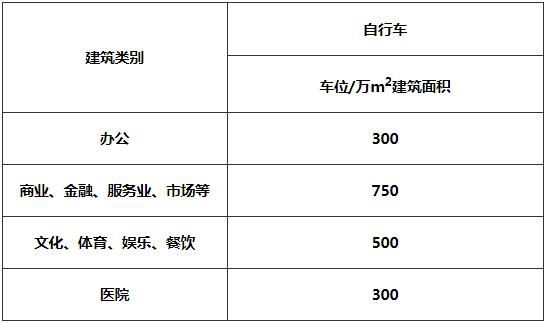 建筑类别
自行车
车位/万m²建筑面积
办公
300
商业、金融、服务业、市场等
750
文化、体育、娱乐、餐饮
500
医院
300